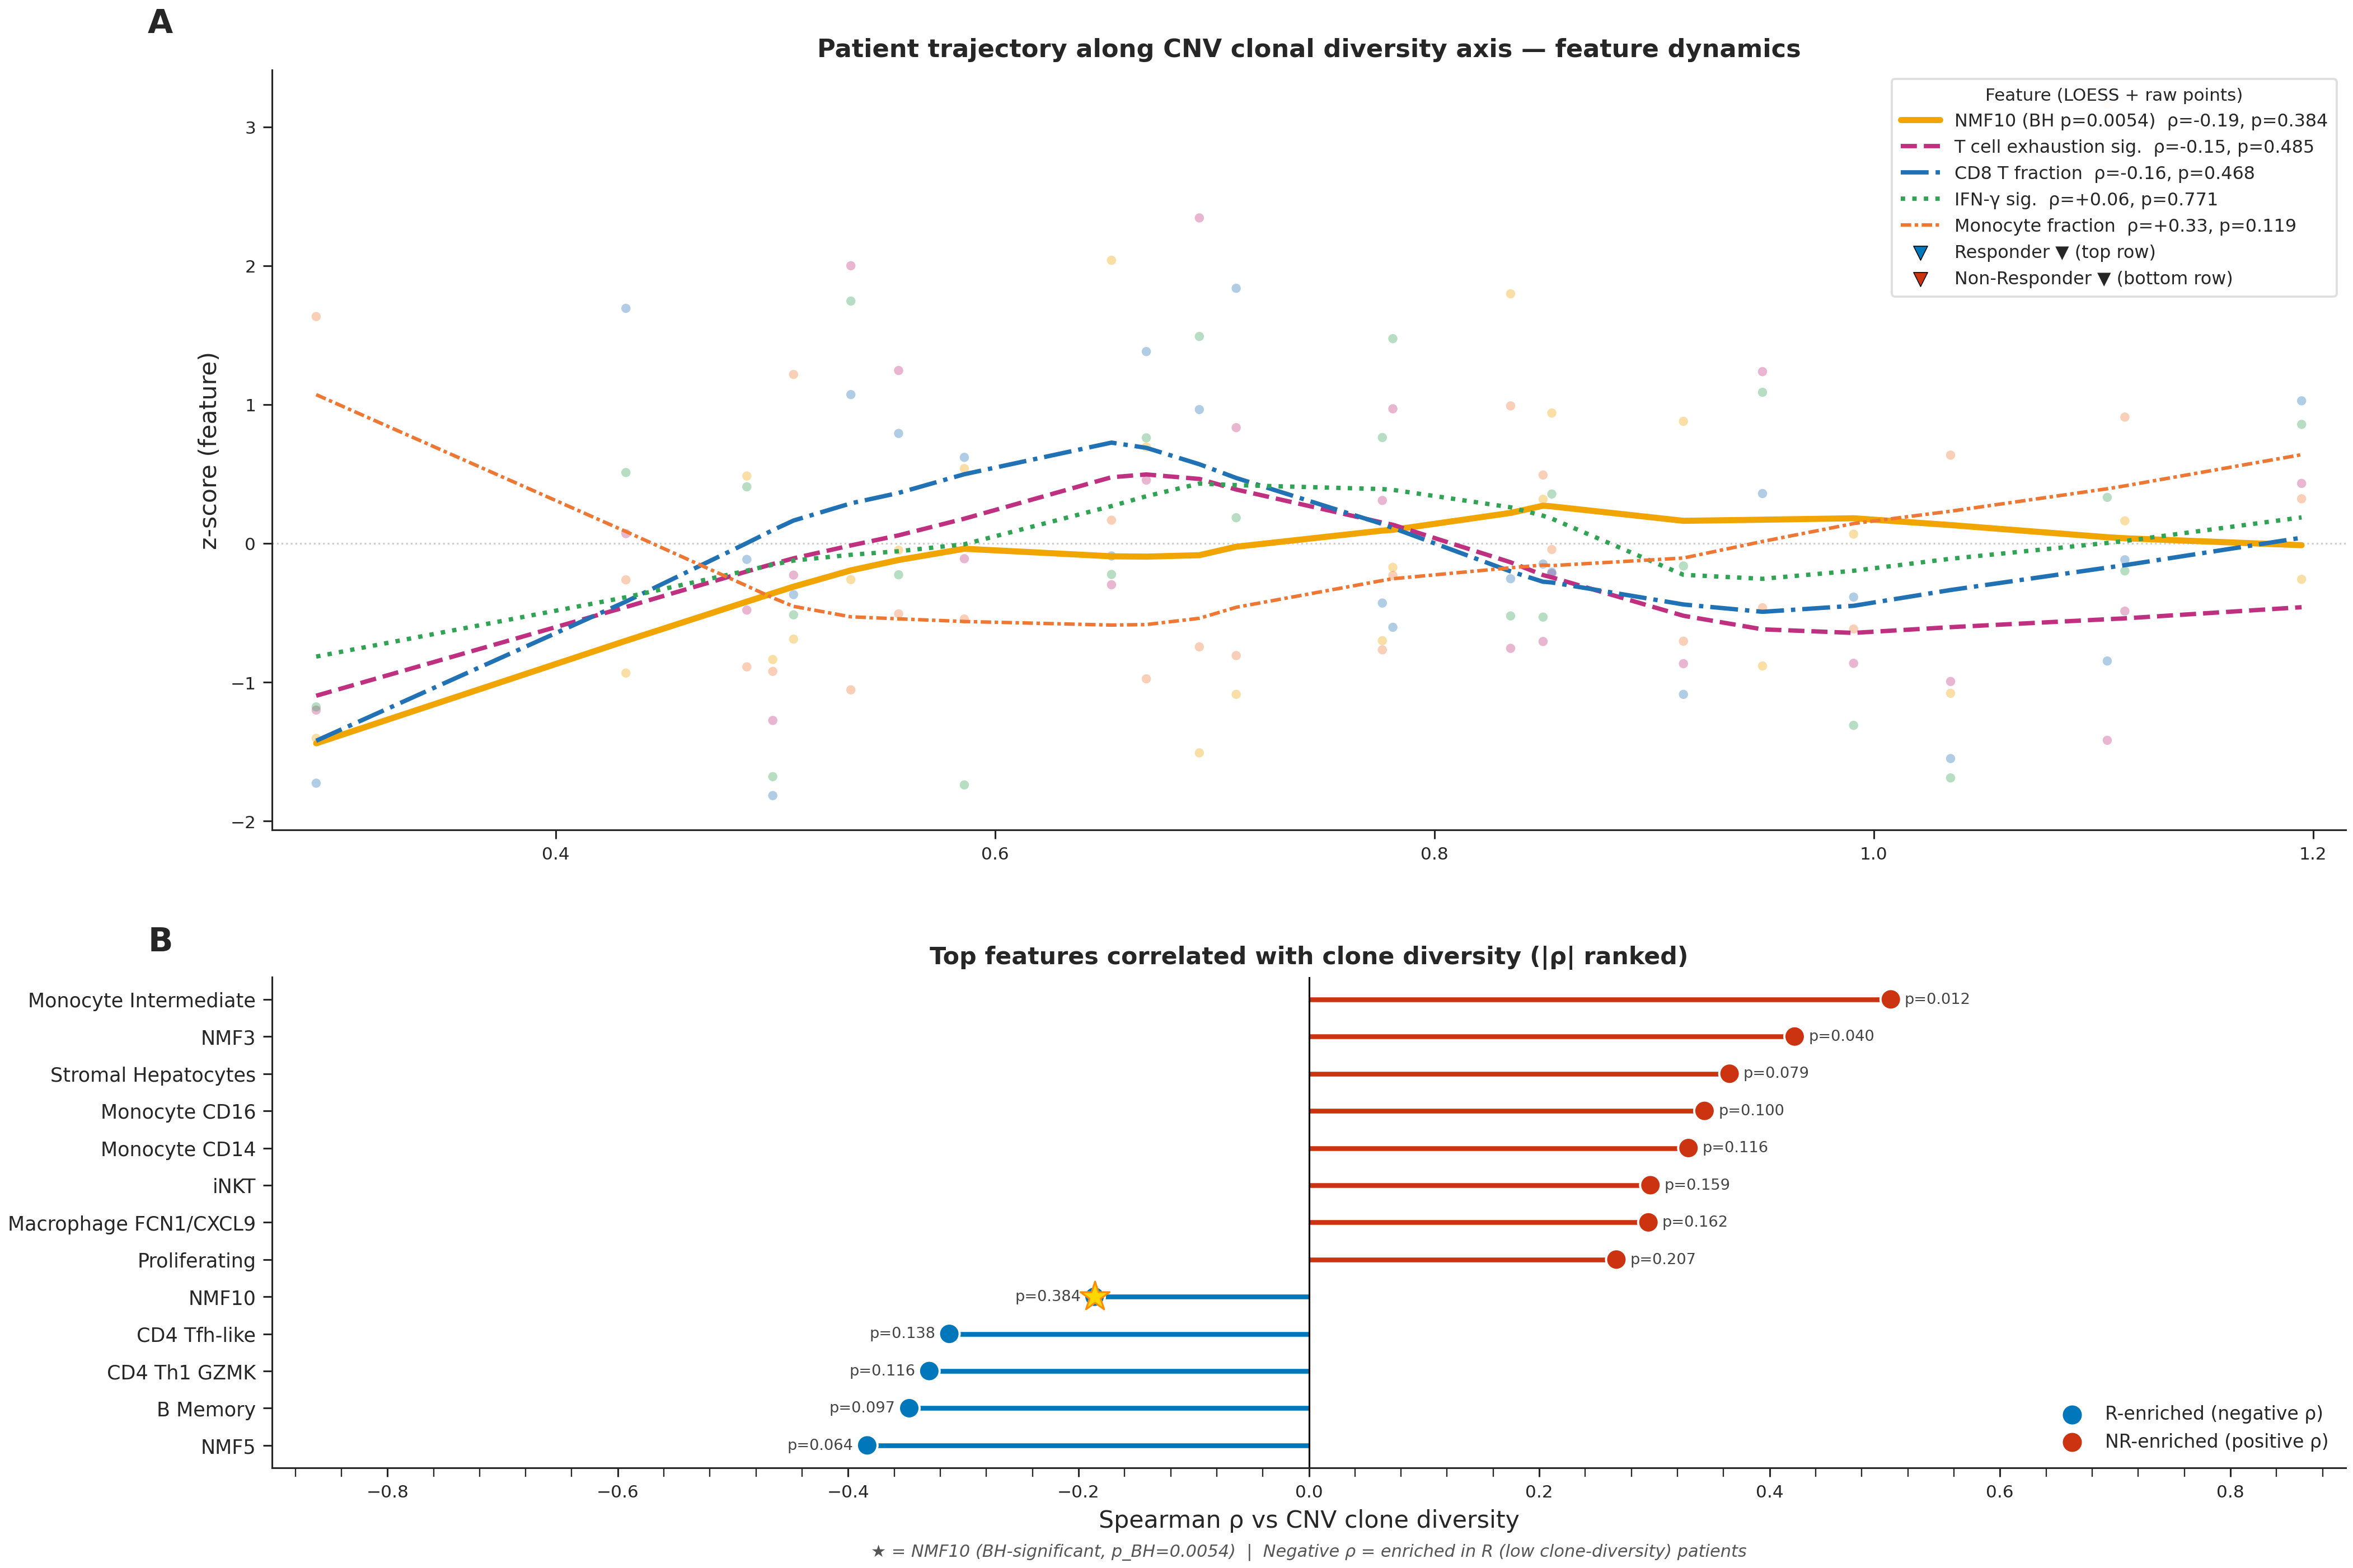 A
Patient trajectory along CNV clonal diversity axis — feature dynamics
z-score (feature)
3
2
1
0
−1
−2
0.4
0.6
0.8
1.0
1.2
Feature (LOESS + raw points)
NMF10 (BH p=0.0054)  ρ=-0.19, p=0.384
T cell exhaustion sig.  ρ=-0.15, p=0.485
CD8 T fraction  ρ=-0.16, p=0.468
IFN-γ sig.  ρ=+0.06, p=0.771
Monocyte fraction  ρ=+0.33, p=0.119
Responder ▼ (top row)
Non-Responder ▼ (bottom row)
B
Top features correlated with clone diversity (|ρ| ranked)
Monocyte Intermediate p=0.012
NMF3 p=0.040
Stromal Hepatocytes p=0.079
Monocyte CD16 p=0.100
Monocyte CD14 p=0.116
iNKT p=0.159
Macrophage FCN1/CXCL9 p=0.162
Proliferating p=0.207
NMF10 p=0.384
CD4 Tfh-like p=0.138
CD4 Th1 GZMK p=0.116
B Memory p=0.097
NMF5 p=0.064
R-enriched (negative ρ)
NR-enriched (positive ρ)
−0.8 −0.6 −0.4 −0.2 0.0 0.2 0.4 0.6 0.8
Spearman ρ vs CNV clone diversity
★ = NMF10 (BH-significant, p_BH=0.0054)  |  Negative ρ = enriched in R (low clone-diversity) patients